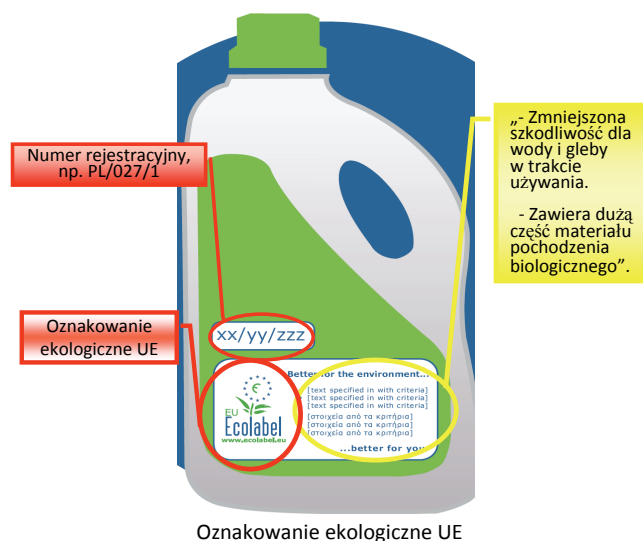 „- Zmniejszona
szkodliwość dla
wody i gleby
w trakcie
używania.
- Zawiera dużą
część materiału
pochodzenia
biologicznego”.
Numer rejestracyjny,
np. PL/027/1
Oznakowanie
ekologiczne UE
xx/yy/zzz
Better for the environment...
[text specified in with criteria]
[text specified in with criteria]
[text specified in with criteria]
[στοιχεία από τα κριτήρια]
[στοιχεία από τα κριτήρια]
[στοιχεία από τα κριτήρια]
...better for you
€
EU
Ecolabel
www.ecolabel.eu
Oznakowanie ekologiczne UE